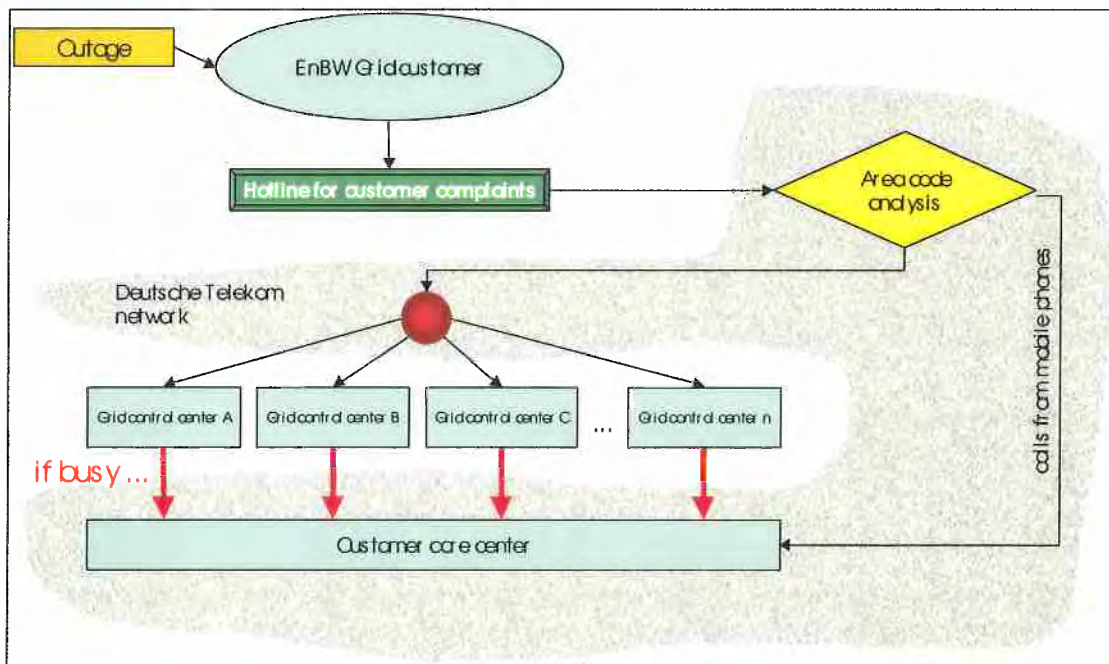 Outage
EnBW Grid customer
Hotline for customer complaints
Area code
analysis
Deutsche Telekom
network
calls from mobile phones
Grid control center A
Grid control center B
Grid control center C
...
Grid control center n
if busy ...
Customer care center